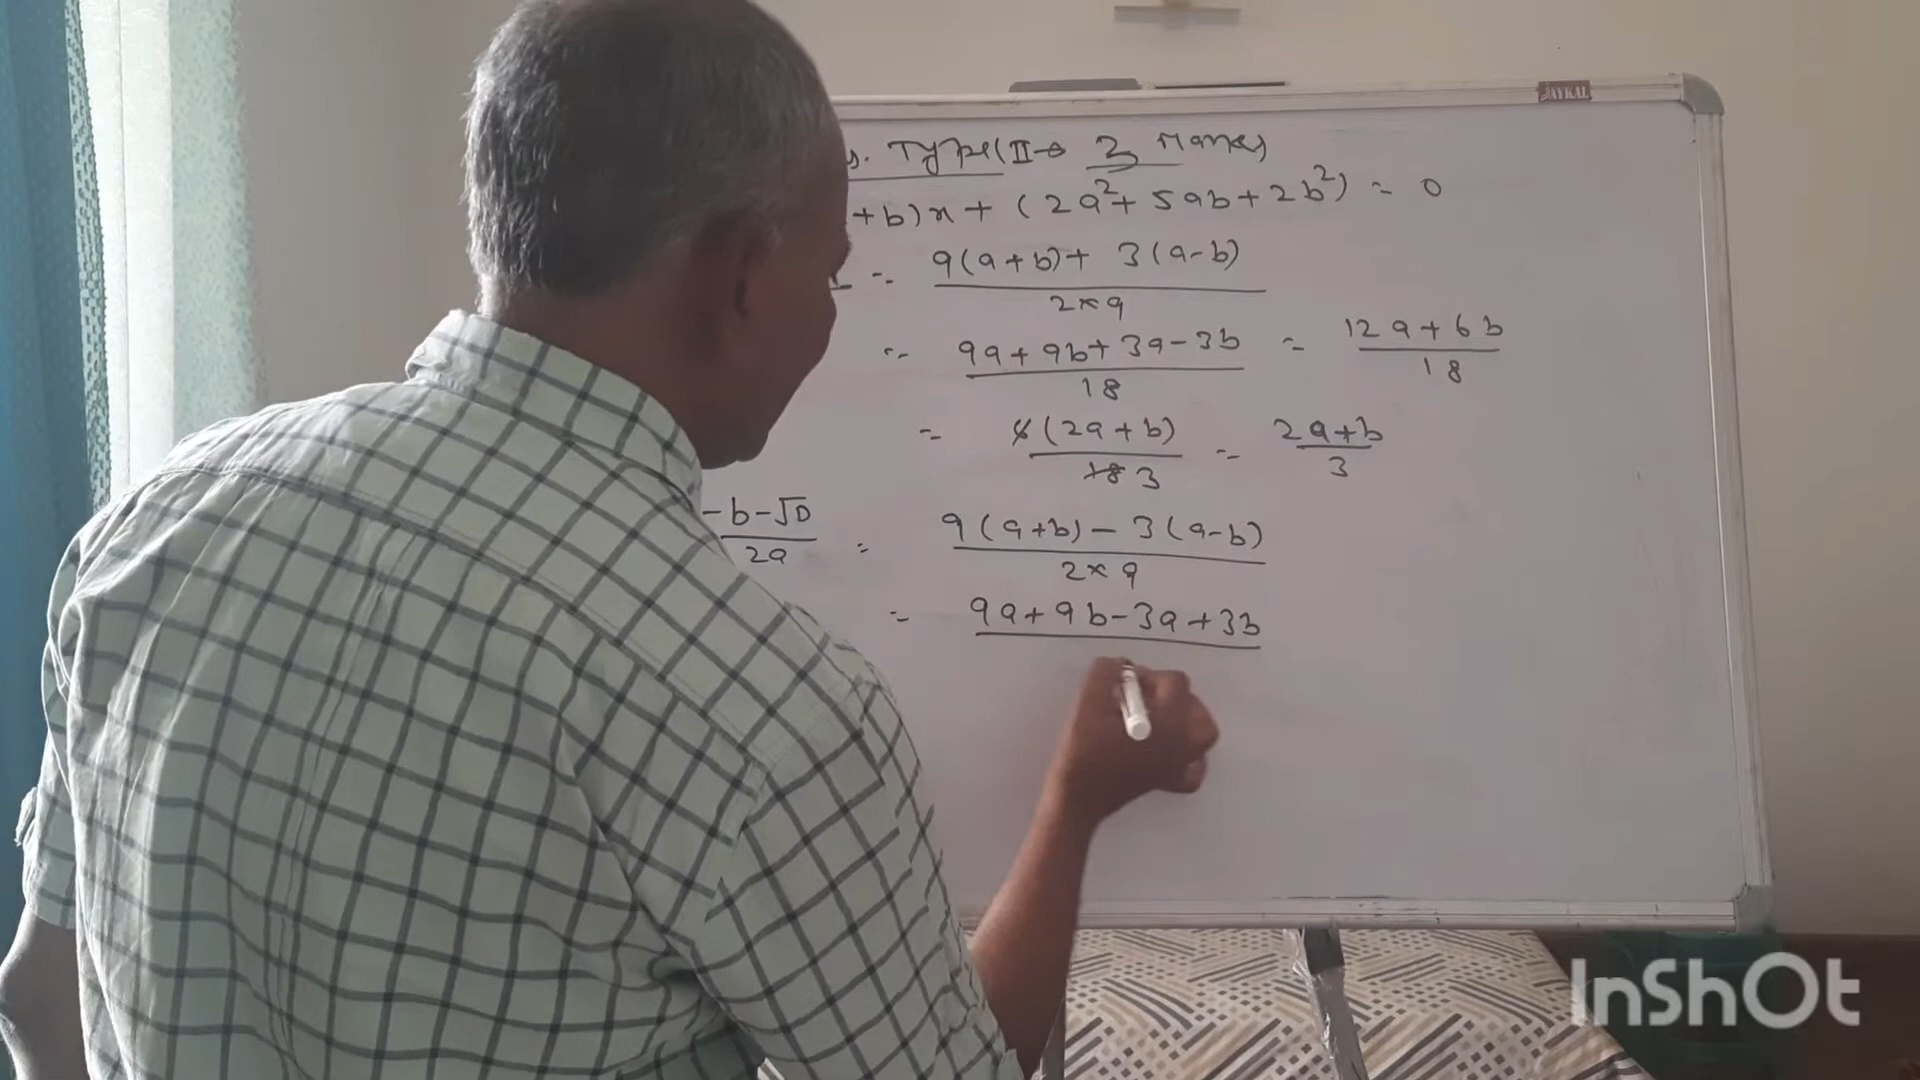 JAYKAL
. Type(II→ 3 Marks)
+ b)x + (2a²+ 5ab+2b²) = 0
= 9(a+b)+ 3(a-b)
2×9
= 9a+9b+3a-3b = 12a+6b
18 18
= 6(2a+b) = 2a+b
18 3 3
-b-√D = 9(a+b)- 3(a-b)
2a 2×9
= 9a+9b-3a+3b
InShOt